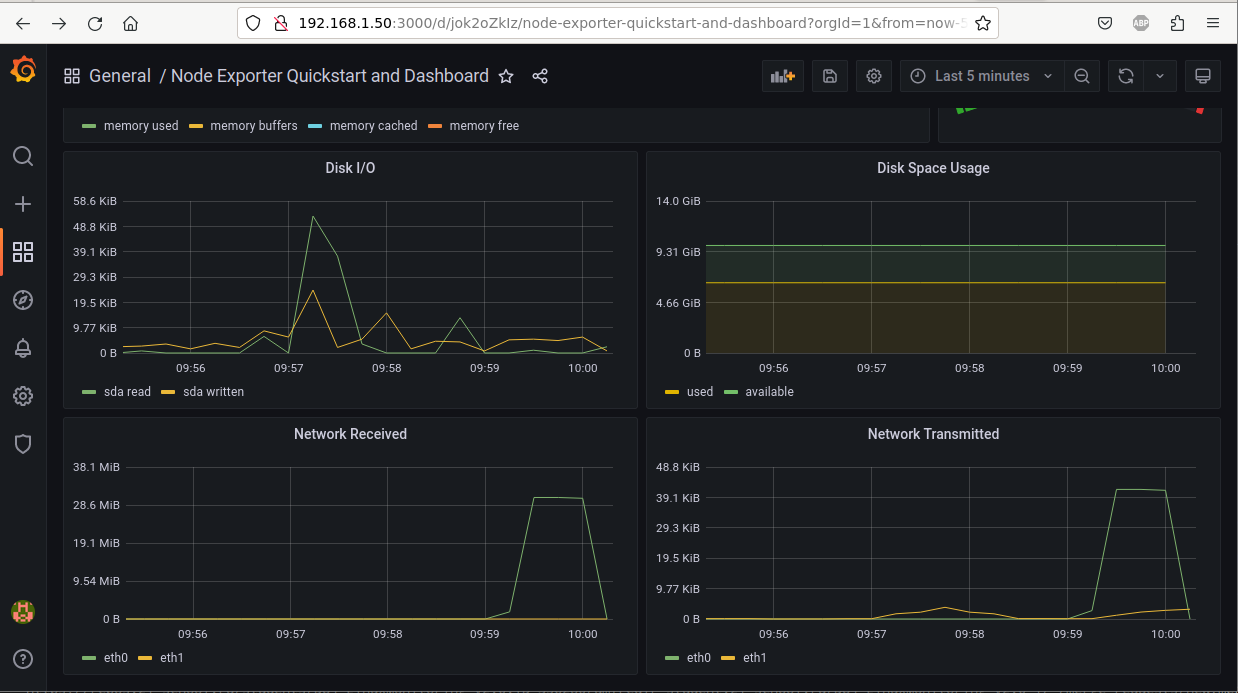 192.168.1.50:3000/d/jok2oZkIz/node-exporter-quickstart-and-dashboard?orgId=1&from=now-5
ABP
General / Node Exporter Quickstart and Dashboard
Last 5 minutes
memory used memory buffers memory cached memory free
Disk I/O
58.6 KiB
48.8 KiB
39.1 KiB
29.3 KiB
19.5 KiB
9.77 KiB
0 B
09:56 09:57 09:58 09:59 10:00
sda read sda written
Disk Space Usage
14.0 GiB
9.31 GiB
4.66 GiB
0 B
09:56 09:57 09:58 09:59 10:00
used available
Network Received
38.1 MiB
28.6 MiB
19.1 MiB
9.54 MiB
0 B
09:56 09:57 09:58 09:59 10:00
eth0 eth1
Network Transmitted
48.8 KiB
39.1 KiB
29.3 KiB
19.5 KiB
9.77 KiB
0 B
09:56 09:57 09:58 09:59 10:00
eth0 eth1